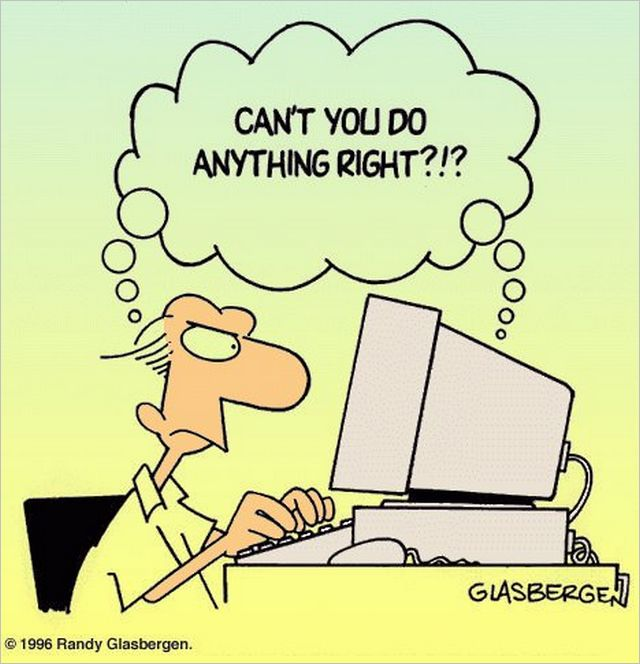 CAN'T YOU DO
ANYTHING RIGHT?!?
GLASBERGEN
© 1996 Randy Glasbergen.